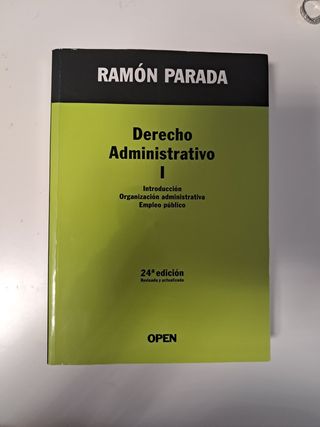 RAMÓN PARADA
Derecho
Administrativo
I
Introducción
Organización administrativa
Empleo público
24ª edición
Revisada y actualizada
OPEN